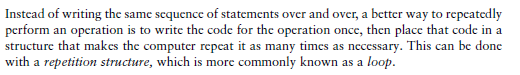 Instead of writing the same sequence of statements over and over, a better way to repeatedly
perform an operation is to write the code for the operation once, then place that code in a
structure that makes the computer repeat it as many times as necessary. This can be done
with a repetition structure, which is more commonly known as a loop.